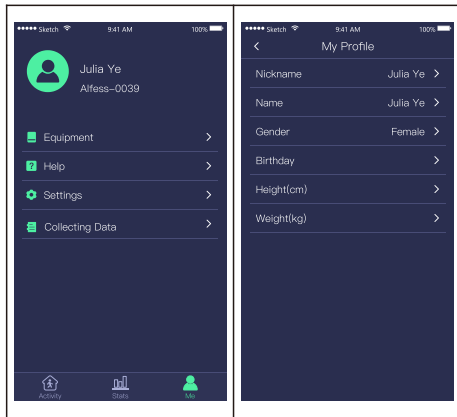 Sketch 9:41 AM 100%
Julia Ye
Alfess-0039
Equipment
? Help
Settings
Collecting Data
Activity Stats Me
Sketch 9:41 AM 100%
My Profile
Nickname Julia Ye
Name Julia Ye
Gender Female
Birthday
Height(cm)
Weight(kg)